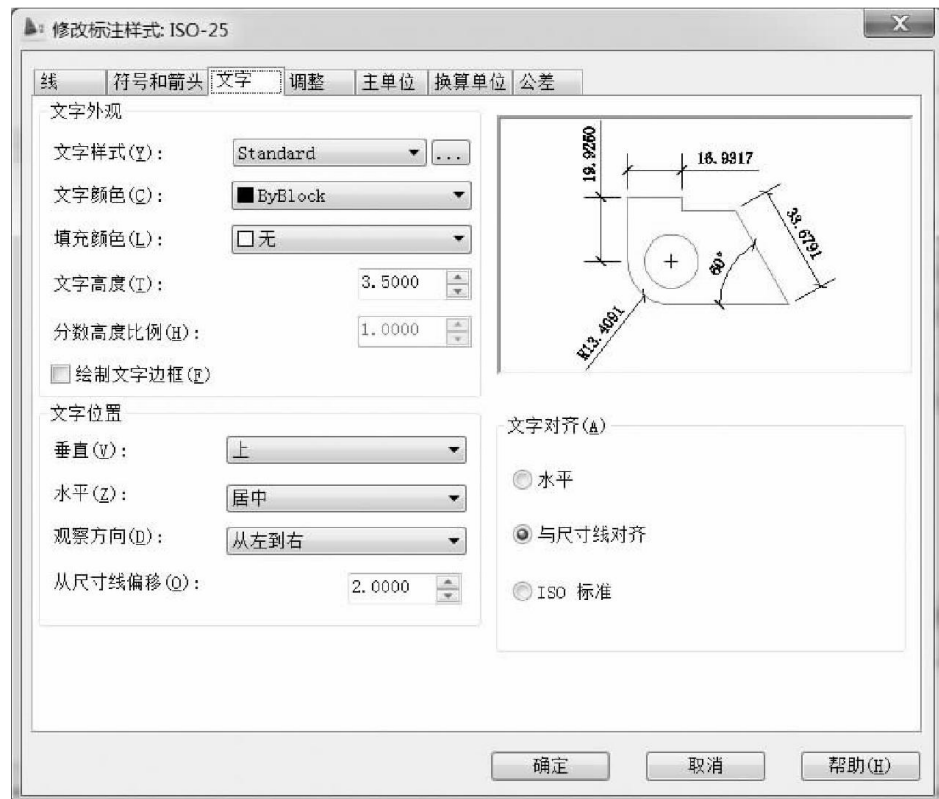 修改标注样式: ISO-25
X
线 符号和箭头 文字 调整 主单位 换算单位 公差
文字外观
文字样式(Y): Standard ...
文字颜色(C): ByBlock
填充颜色(L): 无
文字高度(T): 3.5000
分数高度比例(H): 1.0000
绘制文字边框(F)
19.9260
16.9317
33.6791
60°
R13.4091
文字位置
垂直(V): 上
水平(Z): 居中
观察方向(D): 从左到右
从尺寸线偏移(O): 2.0000
文字对齐(A)
水平
与尺寸线对齐
ISO 标准
确定 取消 帮助(H)